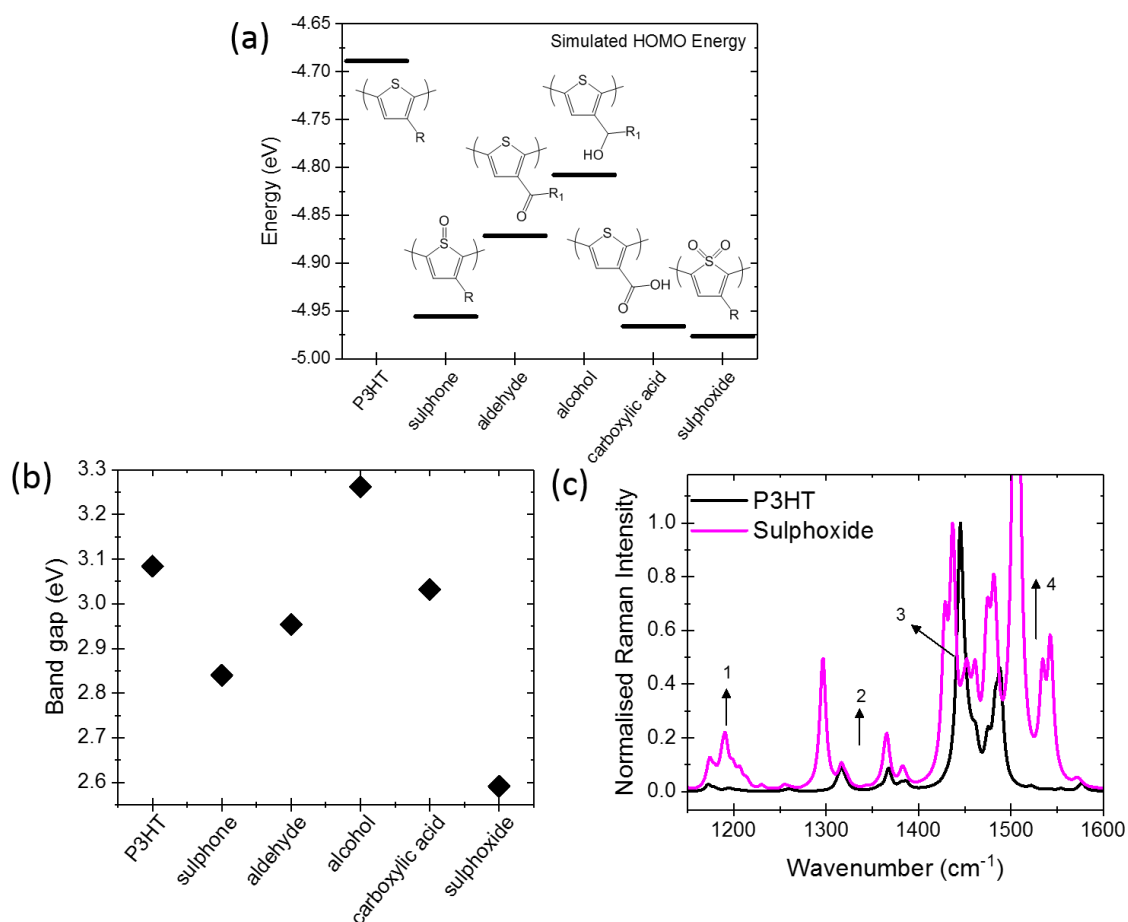 (a)
Simulated HOMO Energy
Energy (eV)
-4.65
-4.70
-4.75
-4.80
-4.85
-4.90
-4.95
-5.00
S
R
S
O
R1
S
HO
R1
O
S
R
S
O
OH
O
O
S
R
P3HT
sulphone
aldehyde
alcohol
carboxylic acid
sulphoxide
(b)
Band gap (eV)
3.3
3.2
3.1
3.0
2.9
2.8
2.7
2.6
P3HT
sulphone
aldehyde
alcohol
carboxylic acid
sulphoxide
(c)
P3HT
Sulphoxide
Normalised Raman Intensity
1.0
0.8
0.6
0.4
0.2
0.0
1
2
3
4
1200
1300
1400
1500
1600
Wavenumber (cm-1)